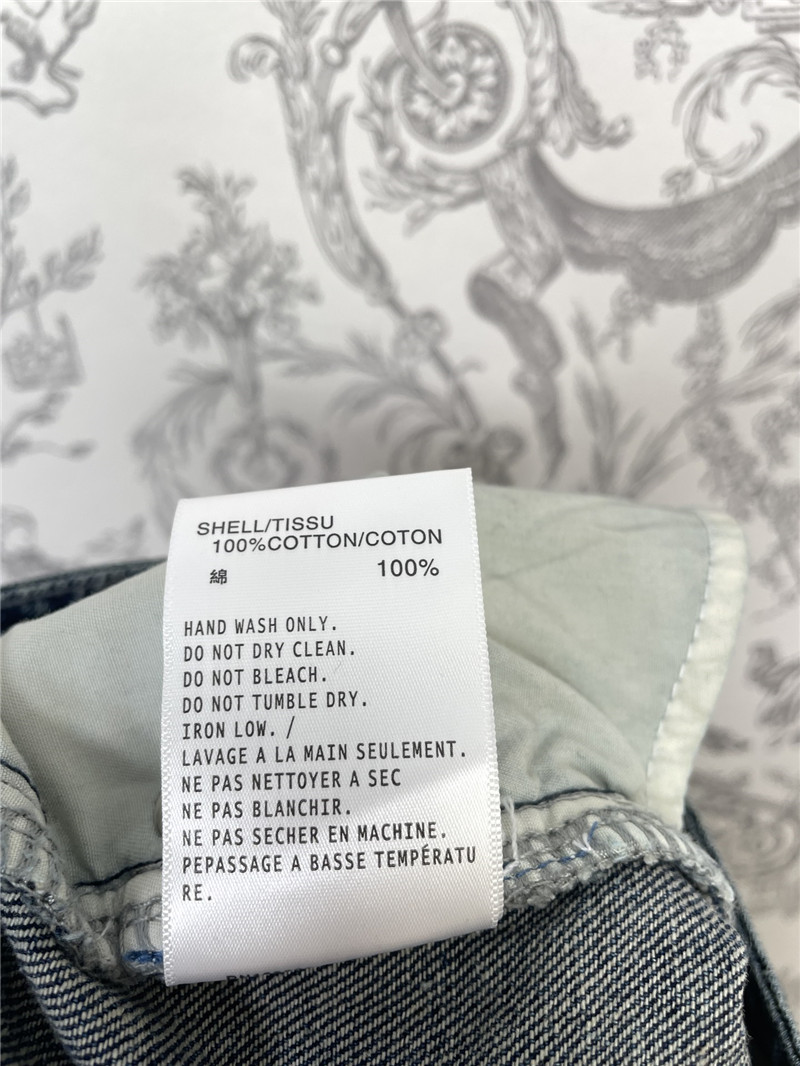 SHELL/TISSU
100%COTTON/COTON
綿 100%
HAND WASH ONLY.
DO NOT DRY CLEAN.
DO NOT BLEACH.
DO NOT TUMBLE DRY.
IRON LOW. /
LAVAGE A LA MAIN SEULEMENT.
NE PAS NETTOYER A SEC
NE PAS BLANCHIR.
NE PAS SECHER EN MACHINE.
PEPASSAGE A BASSE TEMPÉRATU
RE.